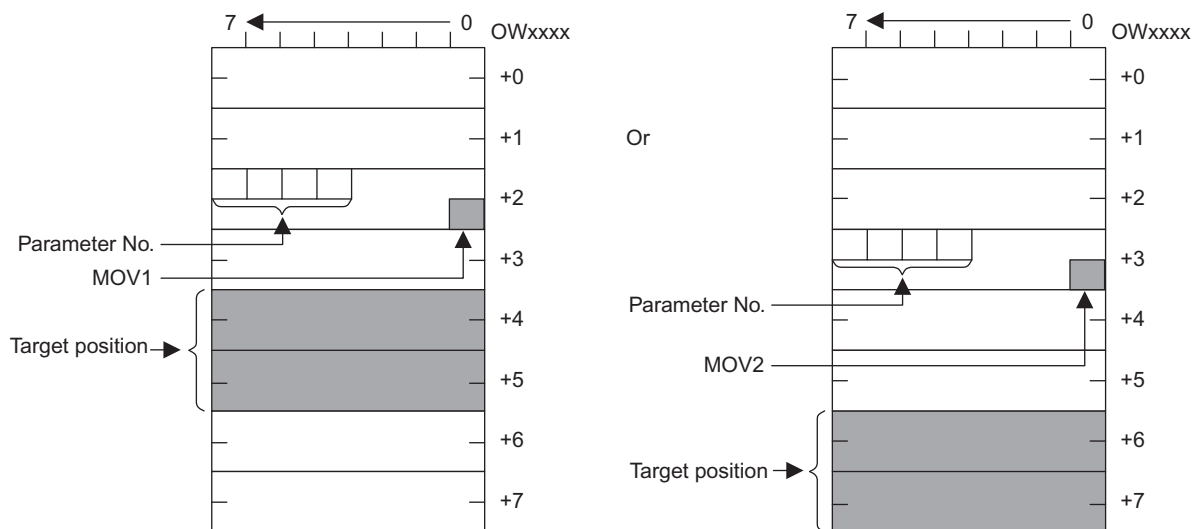 7 0 OWxxxx
+0
+1
+2
Parameter No.
+3
MOV1
+4
Target position
+5
+6
+7
Or
7 0 OWxxxx
+0
+1
+2
+3
Parameter No.
+4
MOV2
+5
+6
Target position
+7